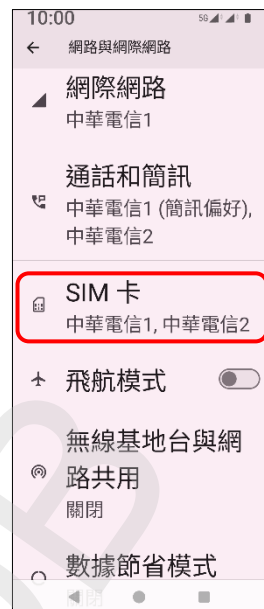 10:00 5G
網路與網際網路
網際網路
中華電信1
通話和簡訊
中華電信1 (簡訊偏好),
中華電信2
SIM 卡
中華電信1, 中華電信2
飛航模式
無線基地台與網
路共用
關閉
數據節省模式
關閉